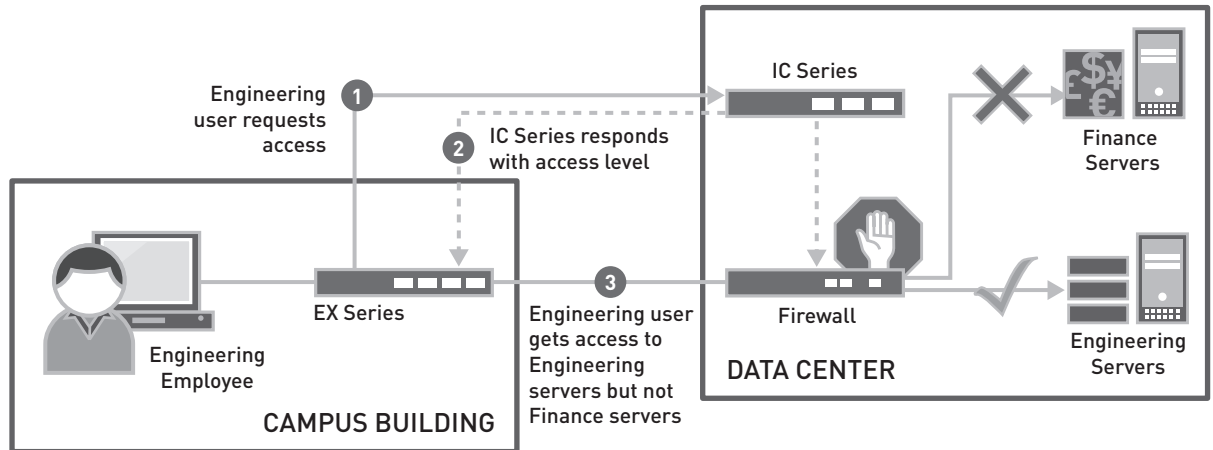 Engineering
user requests
access
1
2
IC Series responds
with access level
IC Series
£$¥€
Finance
Servers
EX Series
3
Engineering user
gets access to
Engineering
servers but not
Finance servers
Firewall
Engineering
Servers
Engineering
Employee
DATA CENTER
CAMPUS BUILDING